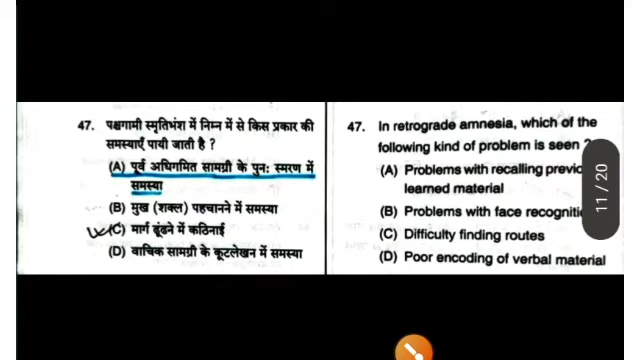 47. पश्चगामी स्मृतिभंश में निम्न में से किस प्रकार की
समस्याएँ पायी जाती है ?
(A) पूर्व अधिगमित सामग्री के पुनः स्मरण में
समस्या
(B) मुख (शक्ल) पहचानने में समस्या
(C) मार्ग ढूंढने में कठिनाई
(D) वाचिक सामग्री के कूटलेखन में समस्या
47. In retrograde amnesia, which of the
following kind of problem is seen ?
(A) Problems with recalling previo
learned material
(B) Problems with face recogniti
(C) Difficulty finding routes
(D) Poor encoding of verbal material
11 / 20